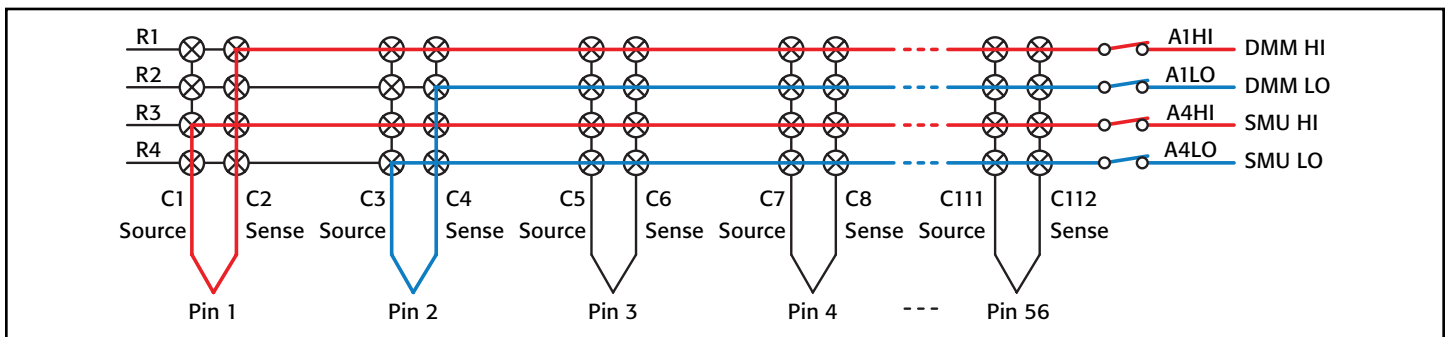 R1 A1HI DMM HI
R2 A1LO DMM LO
R3 A4HI SMU HI
R4 A4LO SMU LO
C1 C2 C3 C4 C5 C6 C7 C8 C111 C112
Source Sense Source Sense Source Sense Source Sense Source Sense
Pin 1 Pin 2 Pin 3 Pin 4 --- Pin 56